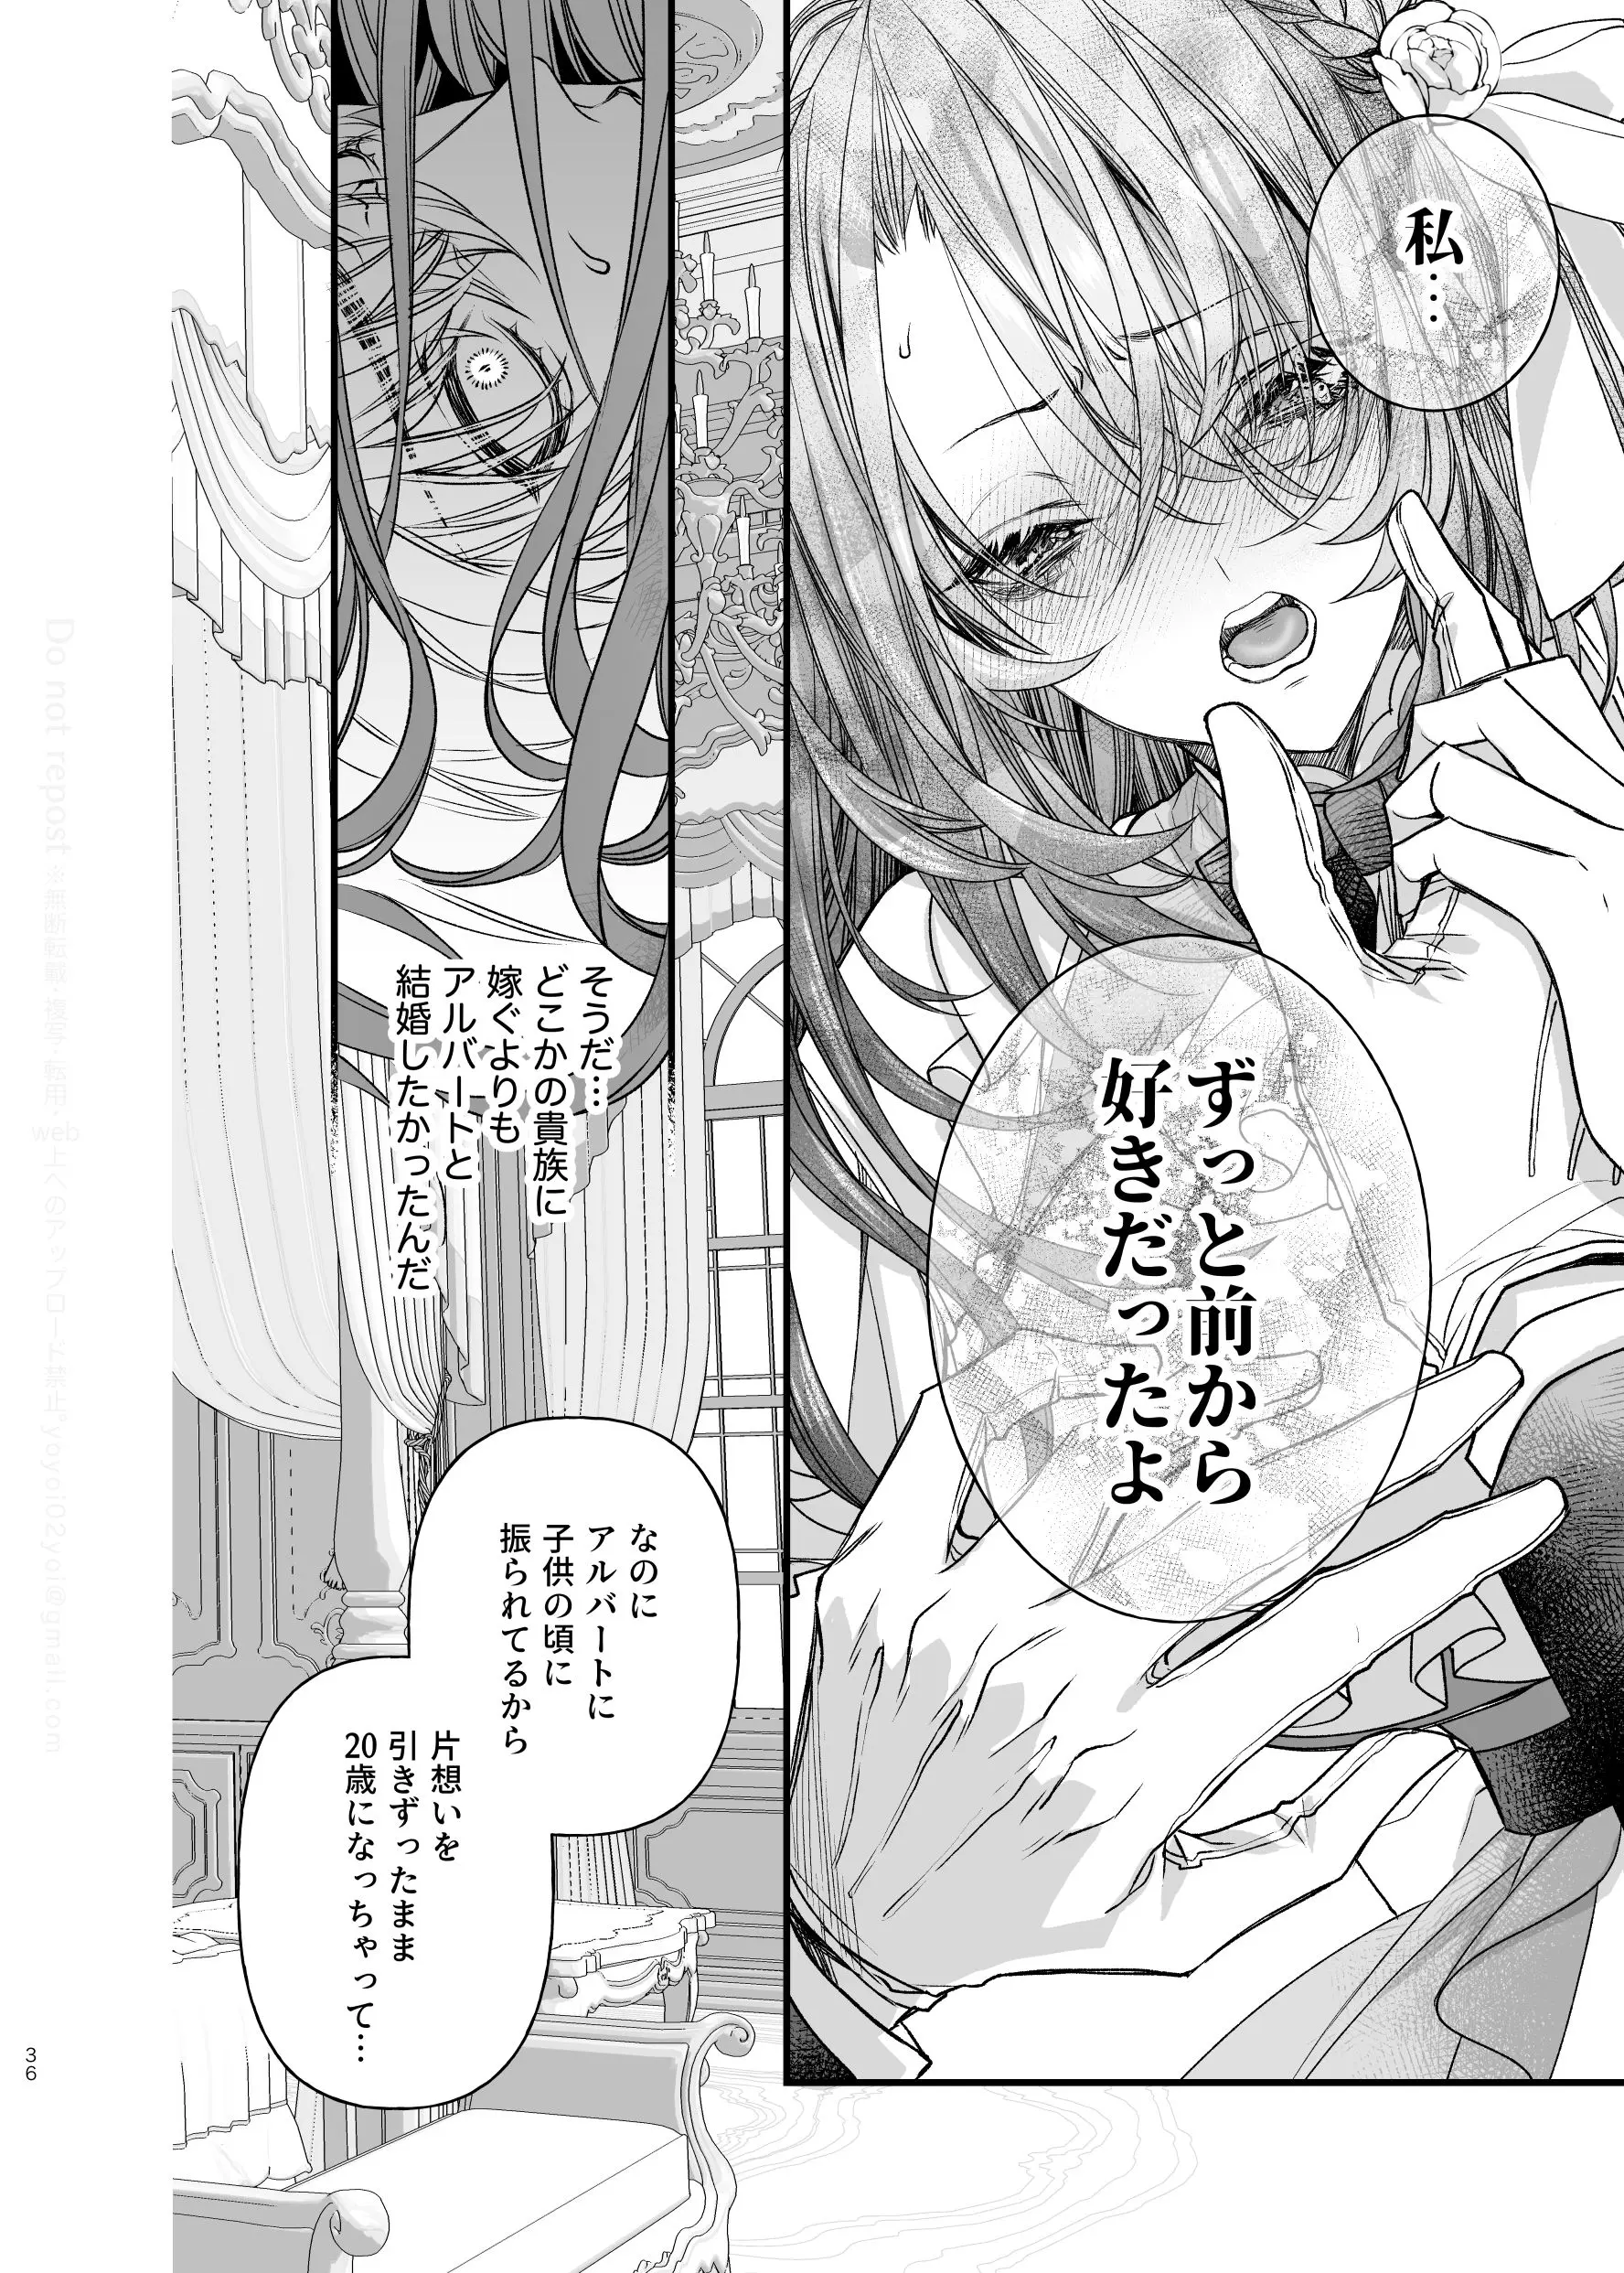 私…
ずっと前から
好きだったよ
そうだ…
どこかの貴族に
嫁ぐよりも
アルバートと
結婚したかったんだ
なのに
アルバートに
子供の頃に
振られてるから
片想いを
引きずったまま
20歳になっちゃって…
Do not repost ※無断転載・複写・転用・web上へのアップロード禁止。yoyoi02yoi@gmail.com
36